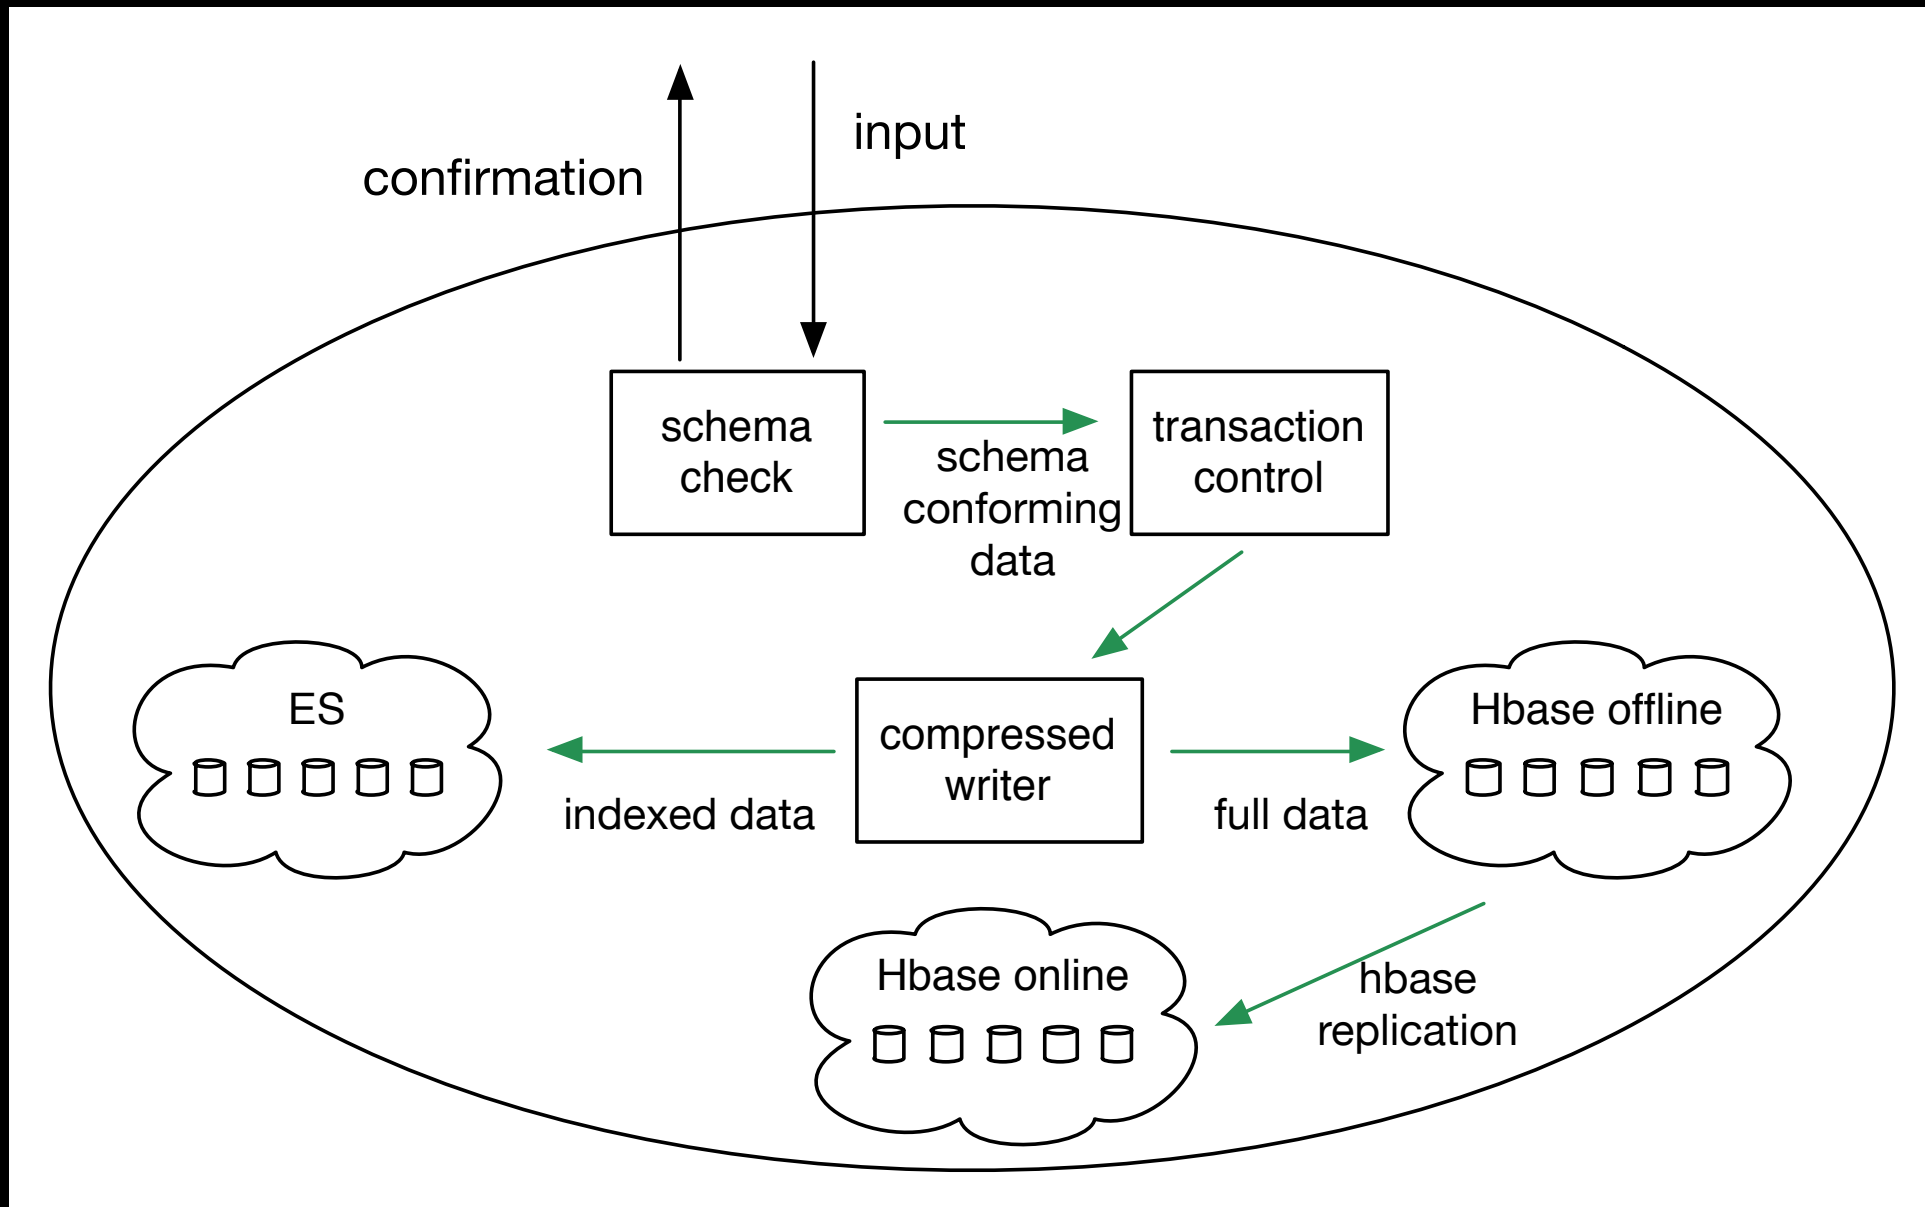 input
confirmation
schema
check
schema
conforming
data
transaction
control
ES
indexed data
compressed
writer
full data
Hbase offline
Hbase online
hbase
replication